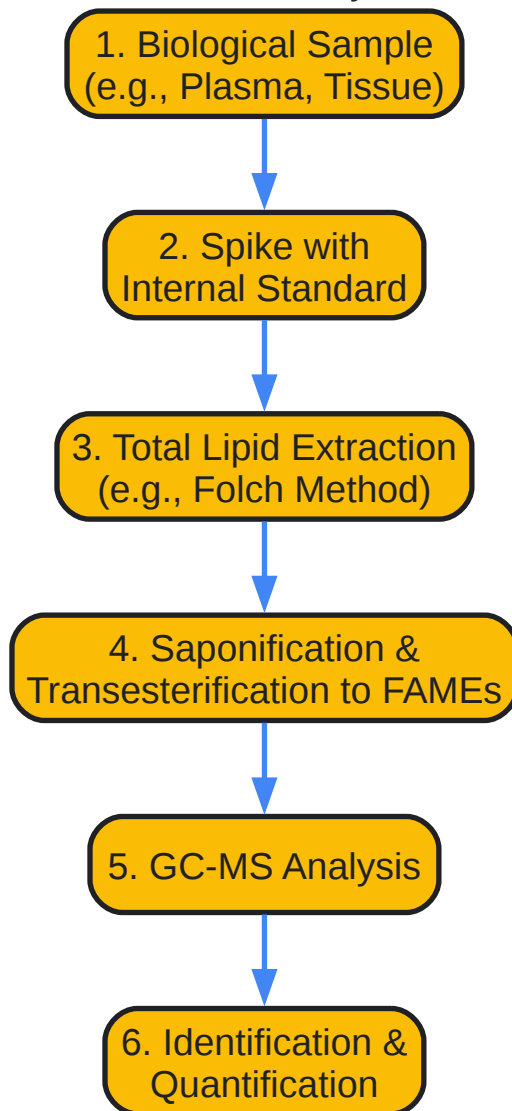 1. Biological Sample
(e.g., Plasma, Tissue)
2. Spike with
Internal Standard
3. Total Lipid Extraction
(e.g., Folch Method)
4. Saponification &
Transesterification to FAMEs
5. GC-MS Analysis
6. Identification &
Quantification